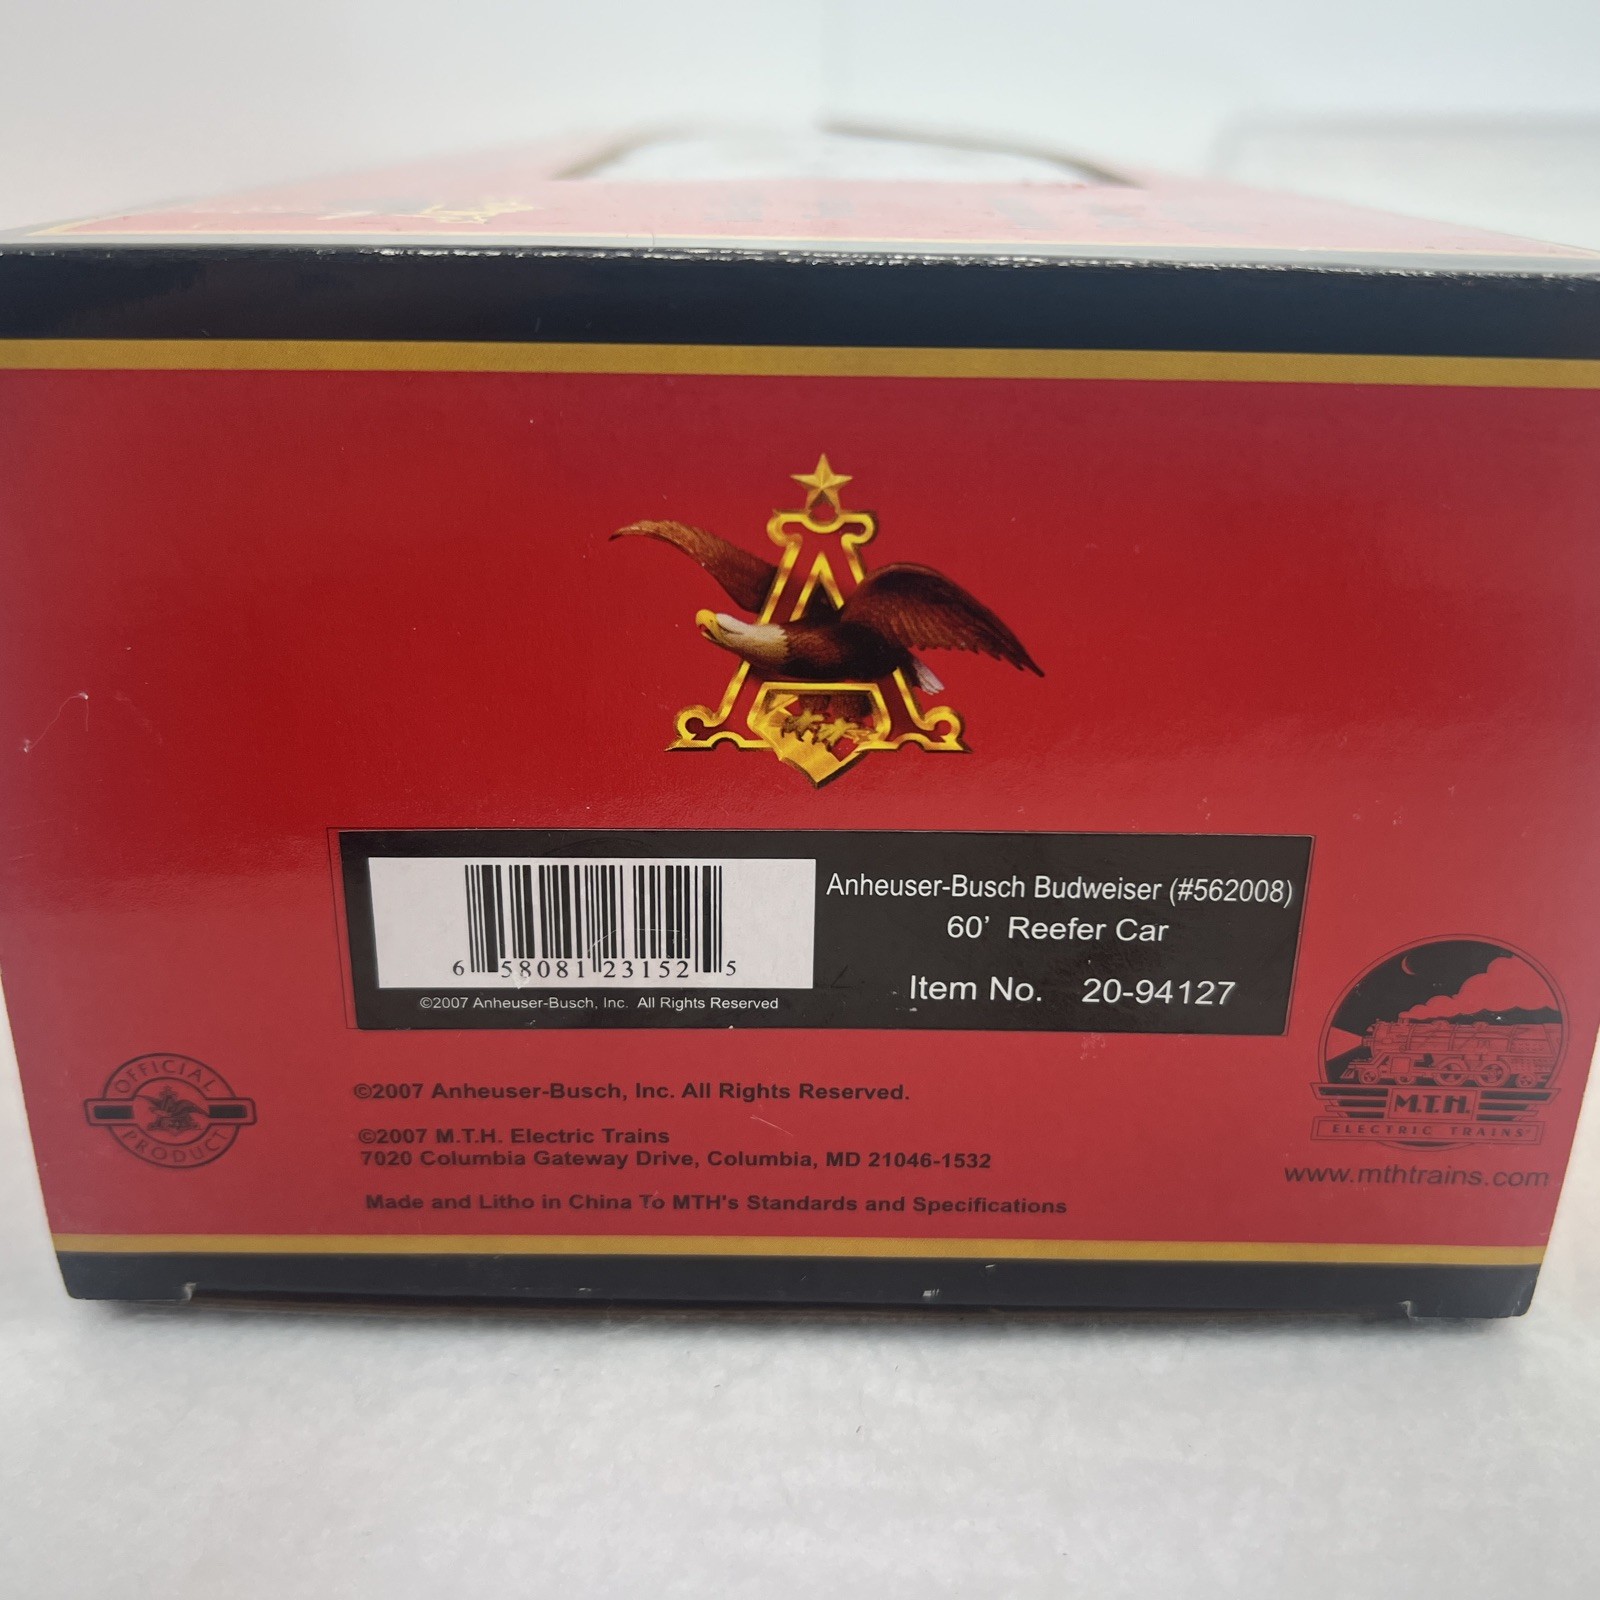 Anheuser-Busch Budweiser (#562008)
60’ Reefer Car
Item No. 20-94127
6 58081 23152 5
©2007 Anheuser-Busch, Inc. All Rights Reserved
OFFICIAL
PRODUCT
©2007 Anheuser-Busch, Inc. All Rights Reserved.
©2007 M.T.H. Electric Trains
7020 Columbia Gateway Drive, Columbia, MD 21046-1532
Made and Litho in China To MTH's Standards and Specifications
M.T.H.
ELECTRIC TRAINS
www.mthtrains.com